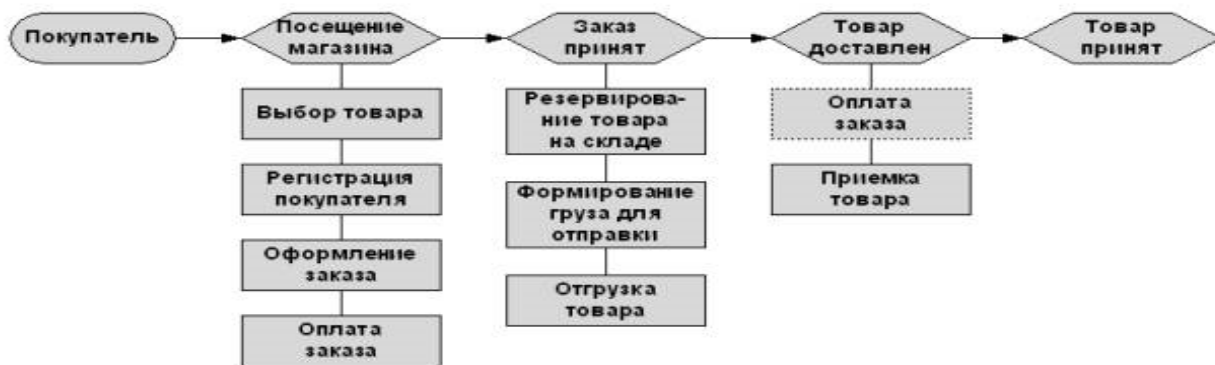 Покупатель
Посещение
магазина
Заказ
принят
Товар
доставлен
Товар
принят
Выбор товара
Регистрация
покупателя
Оформление
заказа
Оплата
заказа
Резервирова-
ние товара
на складе
Формирование
груза для
отправки
Отгрузка
товара
Оплата
заказа
Приемка
товара